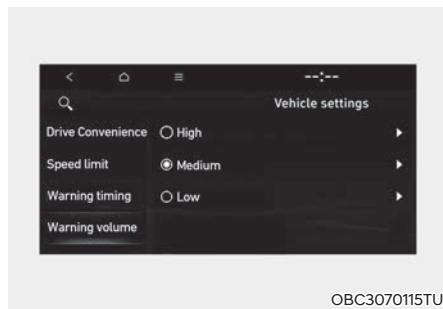 --:--
Vehicle settings
Drive Convenience
High
Speed limit
Medium
Warning timing
Low
Warning volume
OBC3070115TU